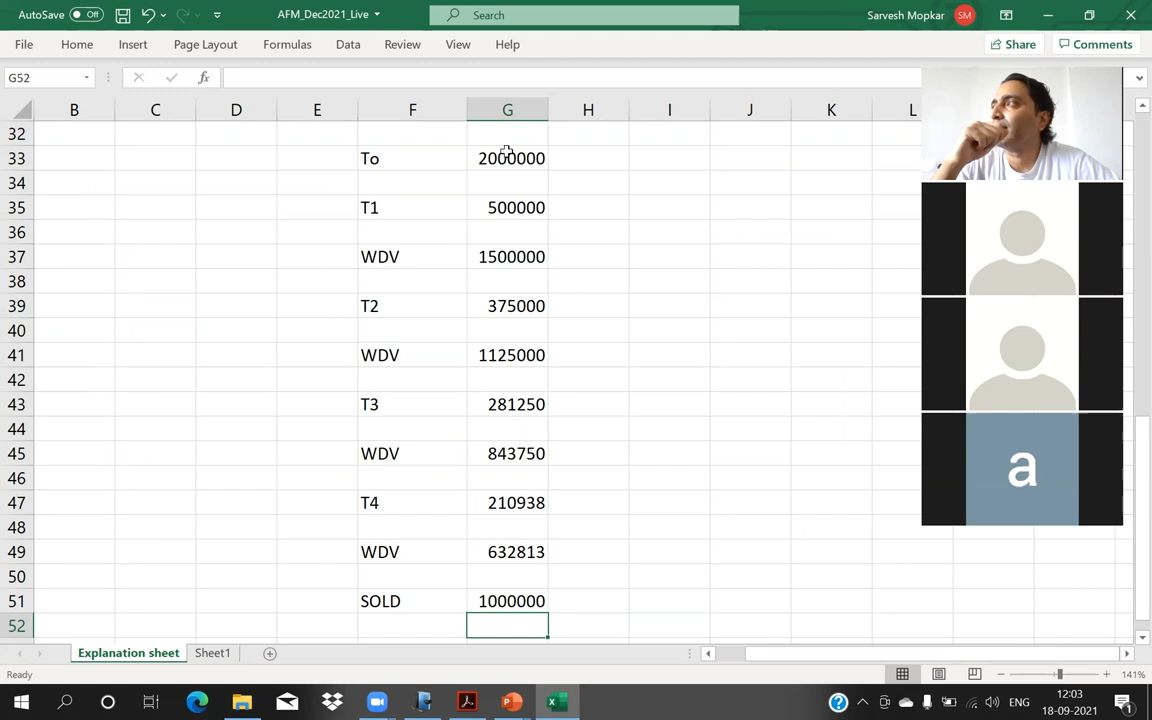 AutoSave Off AFM_Dec2021_Live Search Sarvesh Mopkar SM
File Home Insert Page Layout Formulas Data Review View Help Share Comments
G52 fx
B C D E F G H I J K L
32
33 To 2000000
34
35 T1 500000
36
37 WDV 1500000
38
39 T2 375000
40
41 WDV 1125000
42
43 T3 281250
44
45 WDV 843750
46
47 T4 210938
48
49 WDV 632813
50
51 SOLD 1000000
52
a
Explanation sheet Sheet1
Ready 141%
ENG 12:03
18-09-2021 1